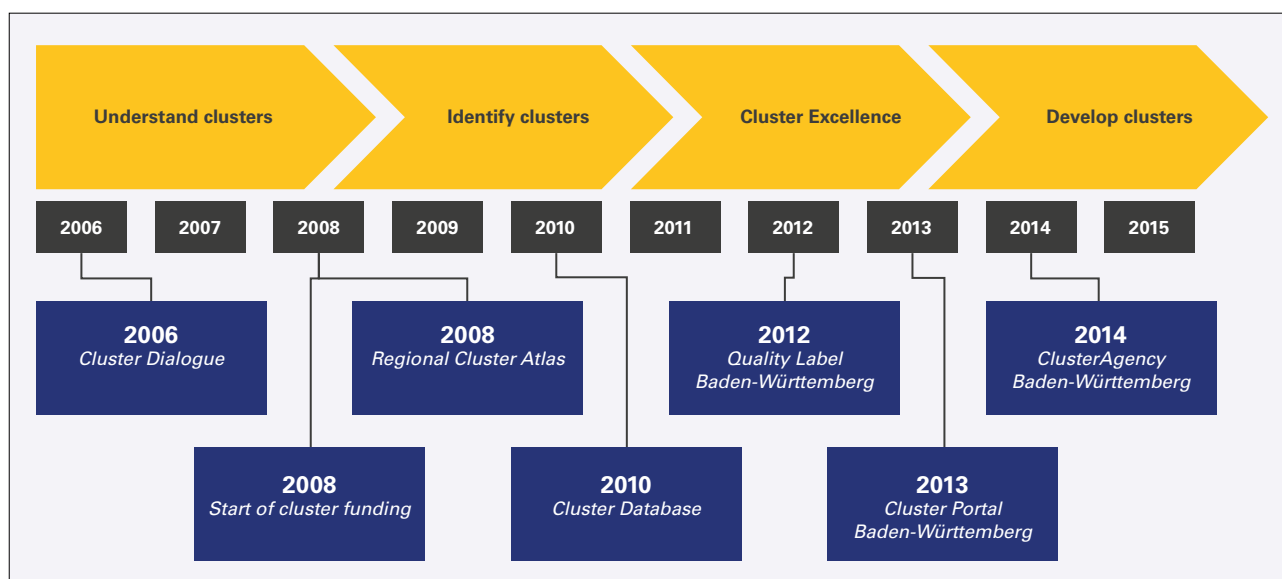 Understand clusters
Identify clusters
Cluster Excellence
Develop clusters
2006
2007
2008
2009
2010
2011
2012
2013
2014
2015
2006
Cluster Dialogue
2008
Regional Cluster Atlas
2012
Quality Label
Baden-Württemberg
2014
ClusterAgency
Baden-Württemberg
2008
Start of cluster funding
2010
Cluster Database
2013
Cluster Portal
Baden-Württemberg